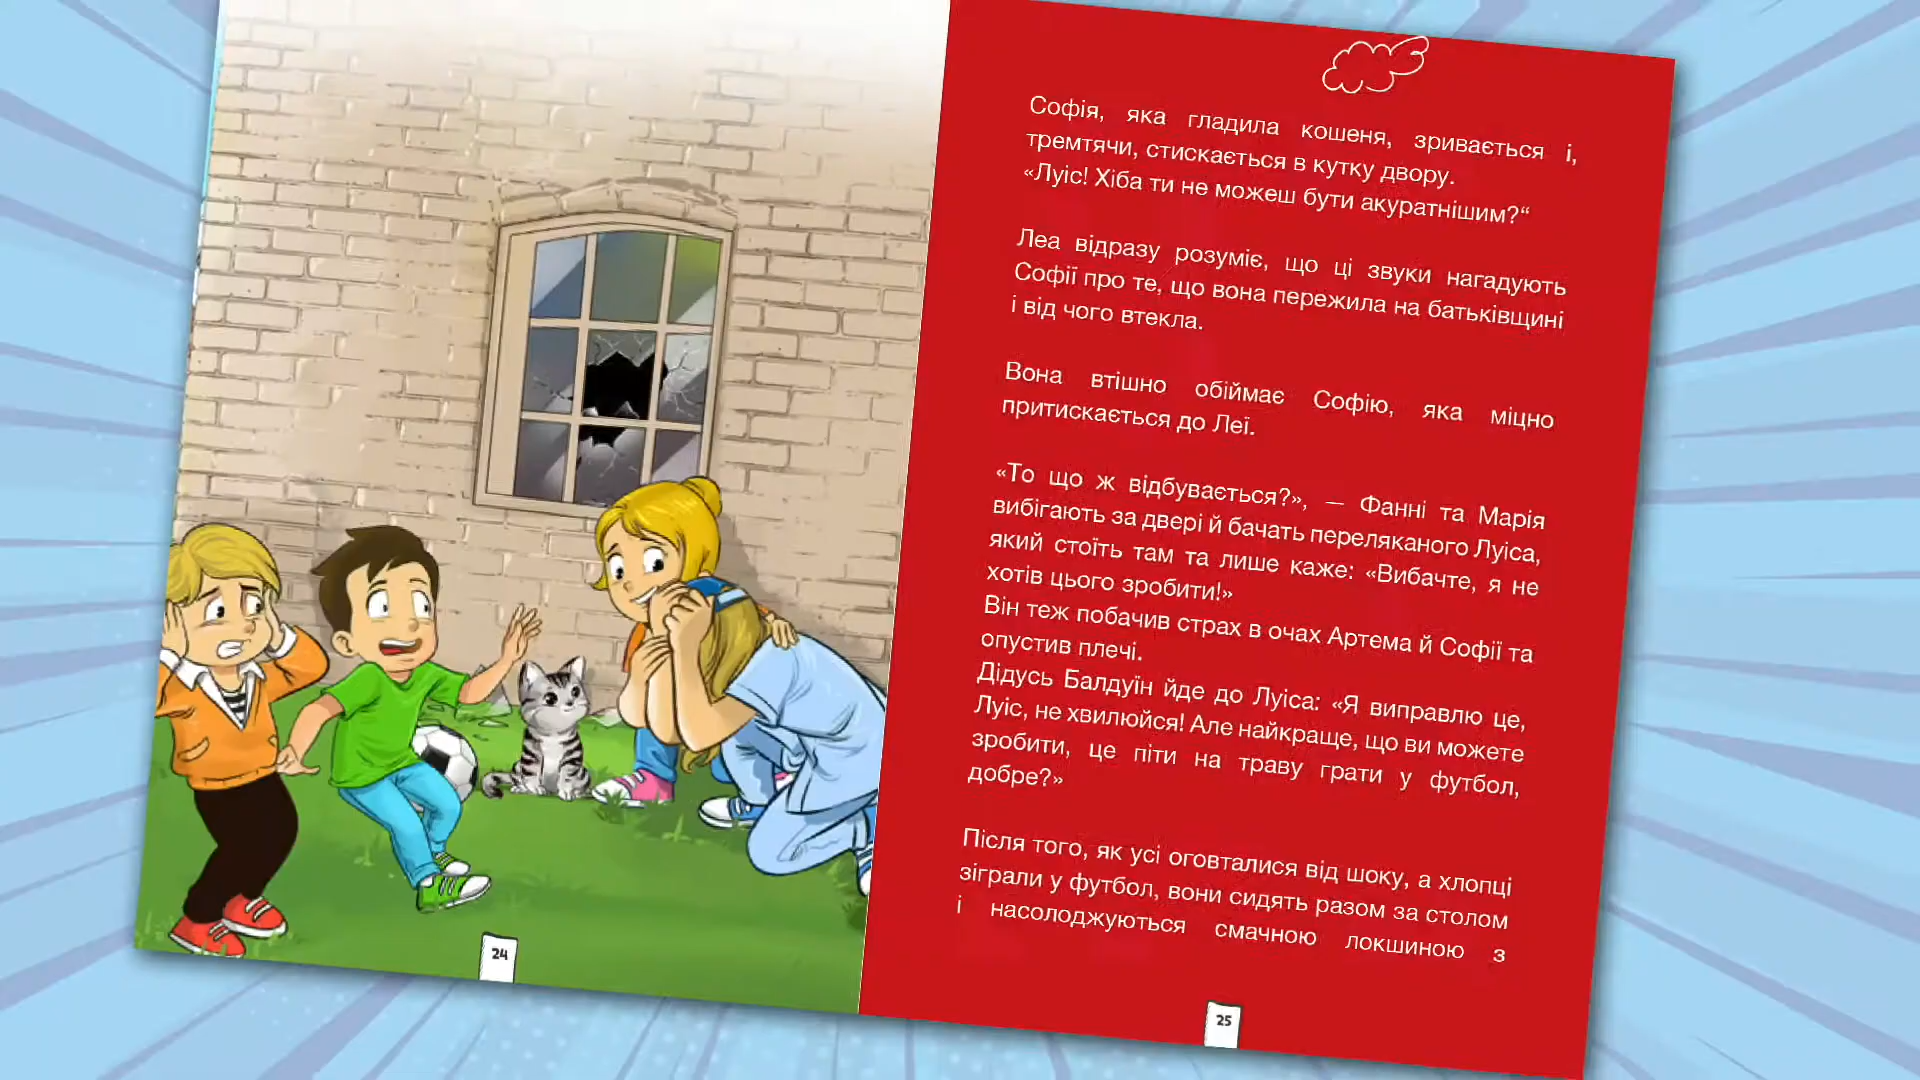 Софія, яка гладила кошеня, зривається і,
тремтячи, стискається в кутку двору.
«Луіс! Хіба ти не можеш бути акуратнішим?“
Леа відразу розуміє, що ці звуки нагадують
Софії про те, що вона пережила на батьківщині
і від чого втекла.
Вона втішно обіймає Софію, яка міцно
притискається до Леї.
«То що ж відбувається?», — Фанні та Марія
вибігають за двері й бачать переляканого Луіса,
який стоїть там та лише каже: «Вибачте, я не
хотів цього зробити!»
Він теж побачив страх в очах Артема й Софії та
опустив плечі.
Дідусь Балдуїн йде до Луіса: «Я виправлю це,
Луіс, не хвилюйся! Але найкраще, що ви можете
зробити, це піти на траву грати у футбол,
добре?»
Після того, як усі оговталися від шоку, а хлопці
зіграли у футбол, вони сидять разом за столом
і насолоджуються смачною локшиною з
24
25